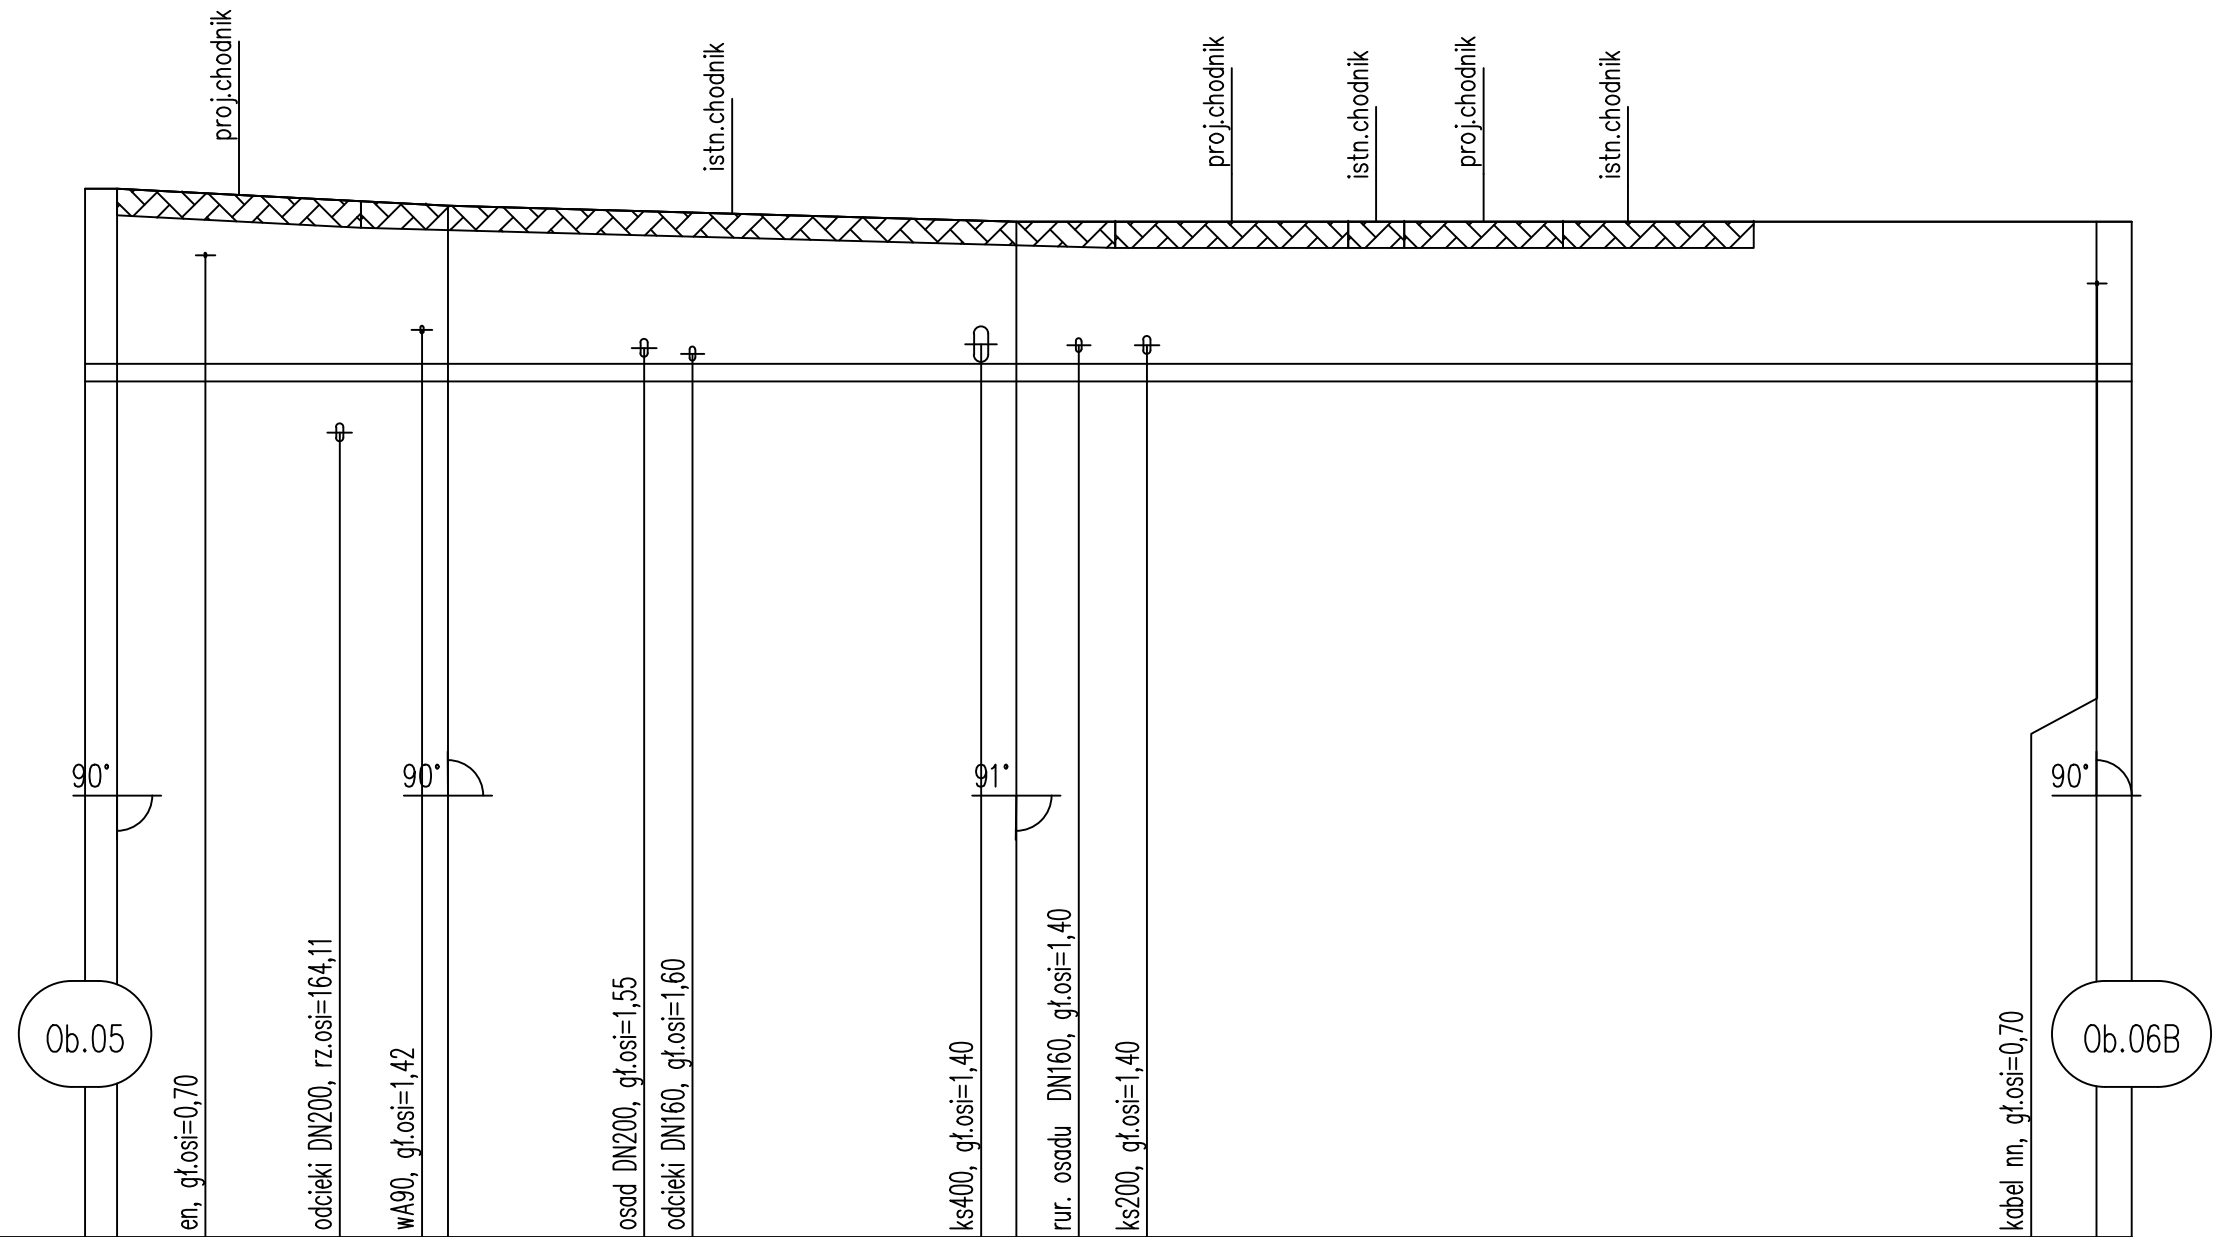 proj.chodnik
istn.chodnik
proj.chodnik
istn.chodnik
proj.chodnik
istn.chodnik
90°
90°
91°
90°
Ob.05
en, gł.osi=0,70
odcieki DN200, rz.osi=164,11
wA90, gł.osi=1,42
osad DN200, gł.osi=1,55
odcieki DN160, gł.osi=1,60
ks400, gł.osi=1,40
rur. osadu DN160, gł.osi=1,40
ks200, gł.osi=1,40
kabel nn, gł.osi=0,70
Ob.06B